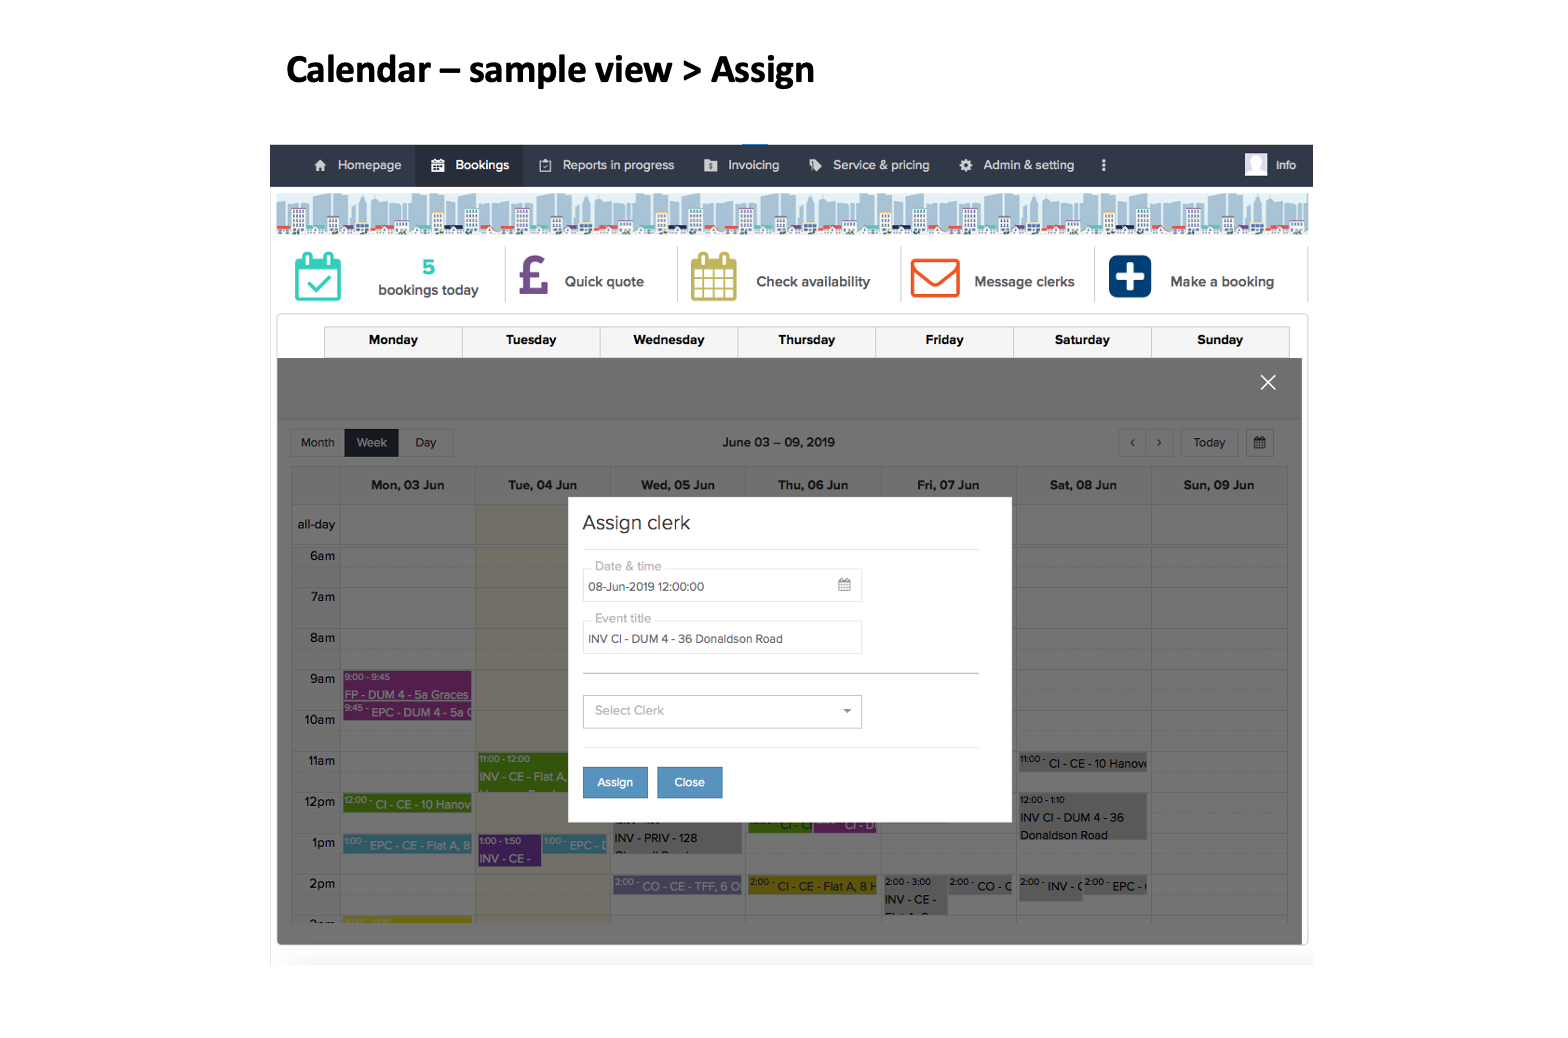 Calendar – sample view > Assign
Homepage
Bookings
Reports in progress
Invoicing
Service & pricing
Admin & setting
Info
5
bookings today
Quick quote
Check availability
Message clerks
Make a booking
Monday Tuesday Wednesday Thursday Friday Saturday Sunday
Month Week Day
June 03 – 09, 2019
Today
Mon, 03 Jun Tue, 04 Jun Wed, 05 Jun Thu, 06 Jun Fri, 07 Jun Sat, 08 Jun Sun, 09 Jun
all-day
6am
7am
8am
9am
9:00 - 9:45
FP - DUM 4 - 5a Graces
9:45 - EPC - DUM 4 - 5a
10am
Assign clerk
Date & time
08-Jun-2019 12:00:00
Event title
INV CI - DUM 4 - 36 Donaldson Road
Select Clerk
Assign
Close
11am
11:00 - 12:00
INV - CE - Flat A,
11:00 - CI - CE - 10 Hanove
12pm
12:00 - CI - CE - 10 Hanov
12:00 - 1:10
INV CI - DUM 4 - 36
Donaldson Road
1pm
1:00 - EPC - CE - Flat A, 8
1:00 - 1:50
INV - CE -
1:00 - EPC -
INV - PRIV - 128
2pm
2:00 - CO - CE - TFF, 6 O
2:00 - CI - CE - Flat A, 8 H
2:00 - 3:00
INV - CE -
2:00 - CO -
2:00 - INV -
2:00 - EPC -